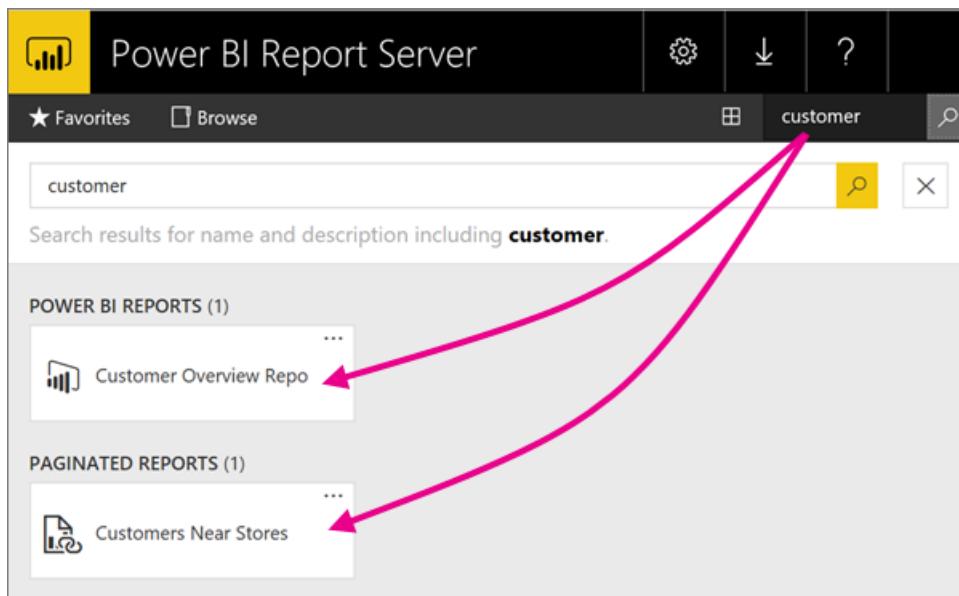 Power BI Report Server
?
Favorites Browse customer
customer
Search results for name and description including customer.
POWER BI REPORTS (1)
...
Customer Overview Repo
PAGINATED REPORTS (1)
...
Customers Near Stores